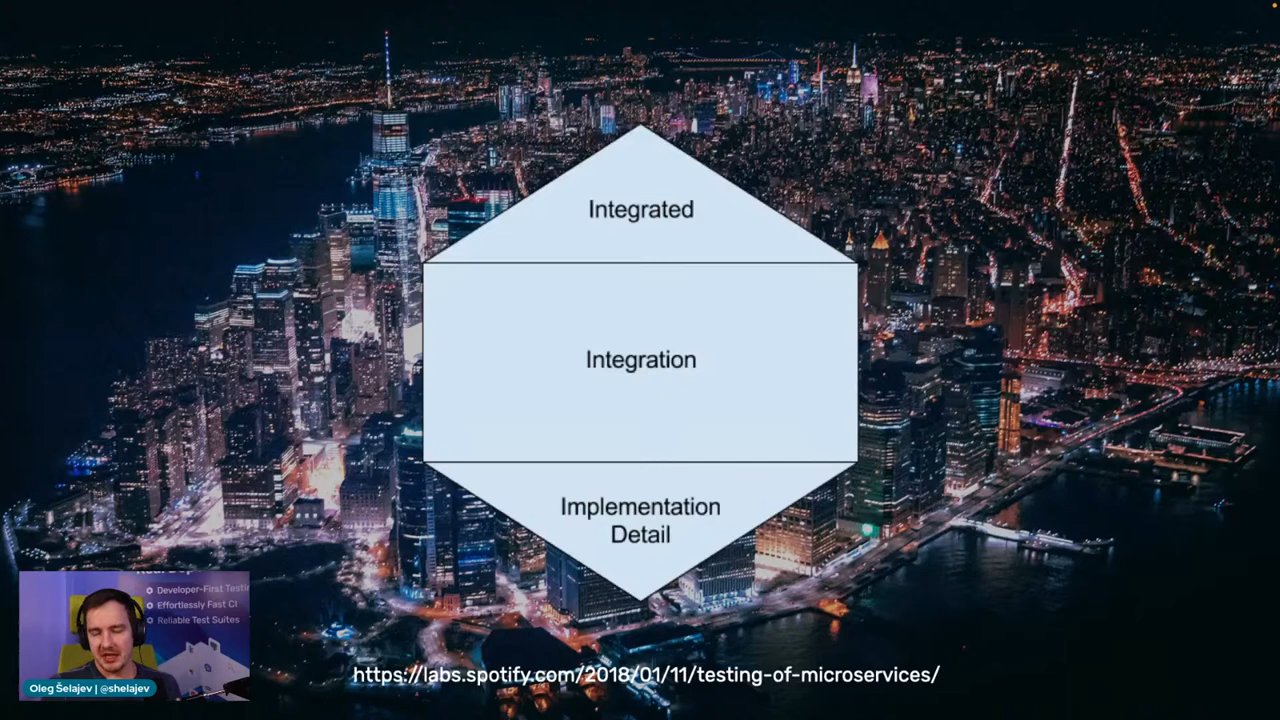 Integrated
Integration
Implementation
Detail
Developer-First
Effortlessly Fast CI
Reliable Test Suites
Oleg Šelajev | @shelajev
https://labs.spotify.com/2018/01/11/testing-of-microservices/